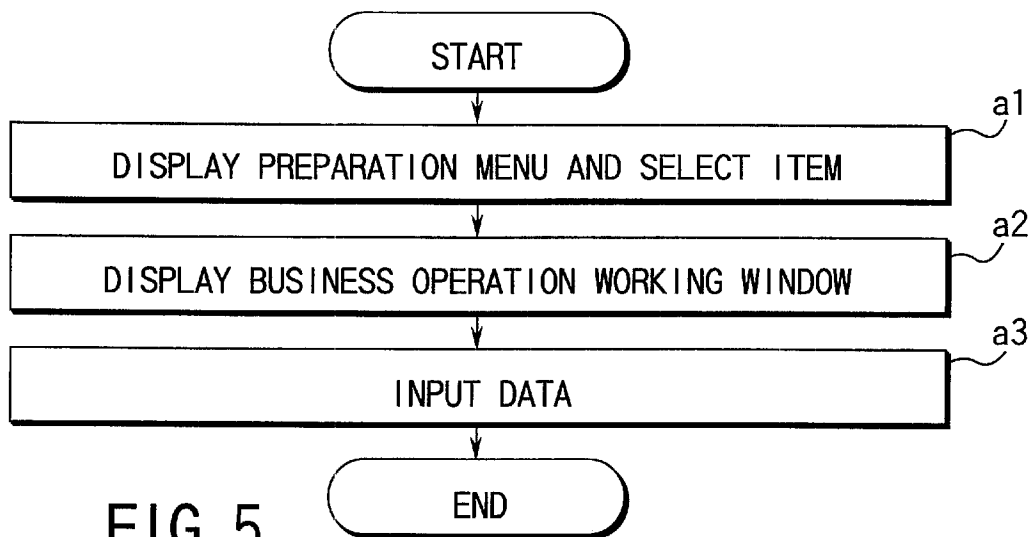 START
a1
DISPLAY PREPARATION MENU AND SELECT ITEM
a2
DISPLAY BUSINESS OPERATION WORKING WINDOW
a3
INPUT DATA
END
FIG. 5